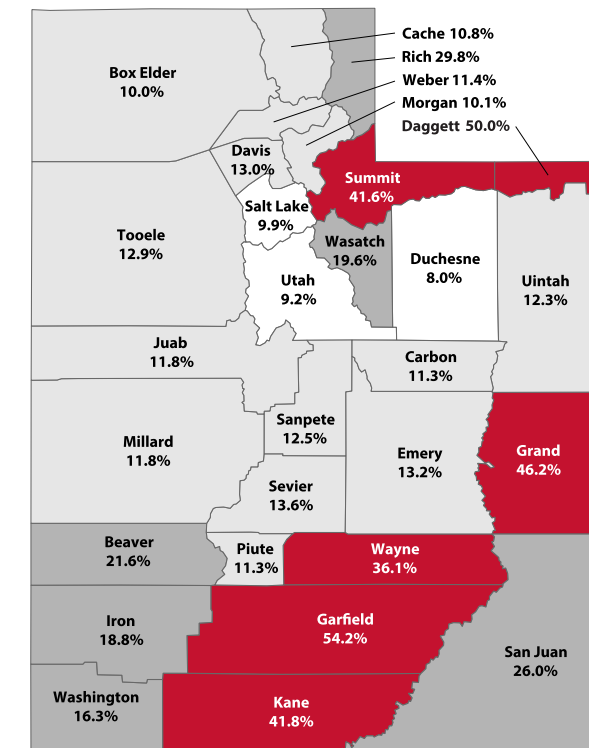 Cache 10.8%
Rich 29.8%
Weber 11.4%
Morgan 10.1%
Daggett 50.0%
Box Elder
10.0%
Davis
13.0%
Summit
41.6%
Salt Lake
9.9%
Tooele
12.9%
Wasatch
19.6%
Duchesne
8.0%
Uintah
12.3%
Utah
9.2%
Juab
11.8%
Carbon
11.3%
Sanpete
12.5%
Millard
11.8%
Emery
13.2%
Grand
46.2%
Sevier
13.6%
Beaver
21.6%
Piute
11.3%
Wayne
36.1%
Iron
18.8%
Garfield
54.2%
San Juan
26.0%
Washington
16.3%
Kane
41.8%